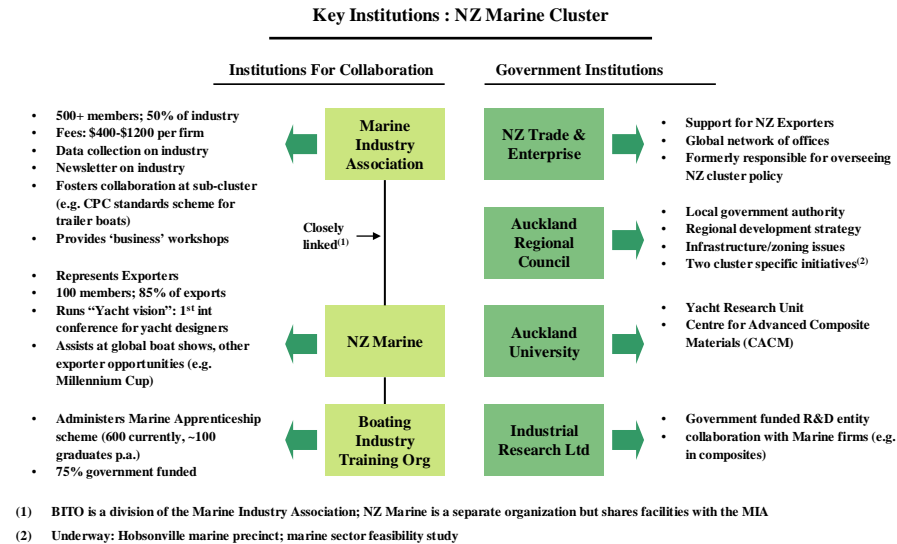 Key Institutions : NZ Marine Cluster
Institutions For Collaboration
Government Institutions
• 500+ members; 50% of industry
• Fees: $400-$1200 per firm
• Data collection on industry
• Newsletter on industry
• Fosters collaboration at sub-cluster
(e.g. CPC standards scheme for
trailer boats)
• Provides ‘business’ workshops
Marine
Industry
Association
Closely
linked(1)
• Represents Exporters
• 100 members; 85% of exports
• Runs “Yacht vision”: 1st int
conference for yacht designers
• Assists at global boat shows, other
exporter opportunities (e.g.
Millennium Cup)
NZ Marine
• Administers Marine Apprenticeship
scheme (600 currently, ~100
graduates p.a.)
• 75% government funded
Boating
Industry
Training Org
NZ Trade &
Enterprise
• Support for NZ Exporters
• Global network of offices
• Formerly responsible for overseeing
NZ cluster policy
Auckland
Regional
Council
• Local government authority
• Regional development strategy
• Infrastructure/zoning issues
• Two cluster specific initiatives(2)
Auckland
University
• Yacht Research Unit
• Centre for Advanced Composite
Materials (CACM)
Industrial
Research Ltd
• Government funded R&D entity
• collaboration with Marine firms (e.g.
in composites)
(1) BITO is a division of the Marine Industry Association; NZ Marine is a separate organization but shares facilities with the MIA
(2) Underway: Hobsonville marine precinct; marine sector feasibility study